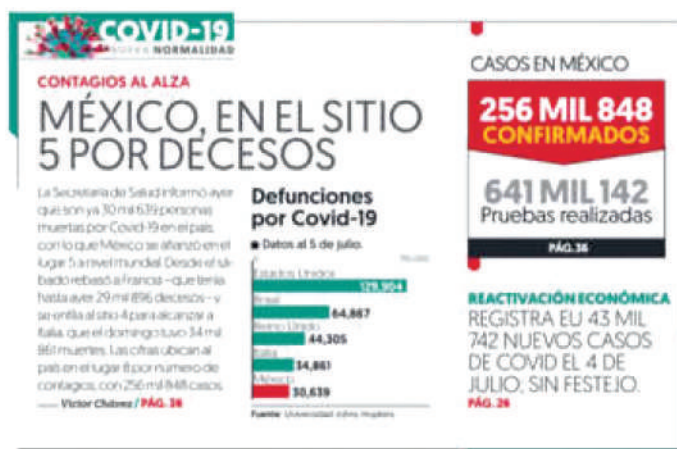 COVID-19
NUEVA NORMALIDAD
CONTAGIOS AL ALZA
MÉXICO, EN EL SITIO
5 POR DECESOS
La Secretaría de Salud informó ayer
que son ya 30 mil 639 personas
muertas por Covid-19 en el país,
con lo que México se afianzó en el
lugar 5 a nivel mundial. Desde el sá-
bado rebasó a Francia –que tenía
hasta ayer 29 mil 896 decesos– y
se enfila al sitio 4 para alcanzar a
Italia, que el domingo tuvo 34 mil
861 muertes. Las cifras ubican al
país en el lugar 8 por número de
contagios, con 256 mil 848 casos.
Victor Chávez / PÁG. 36
Defunciones
por Covid-19
Datos al 5 de julio.
0
Estados Unidos
129,904
Brasil
64,867
Reino Unido
44,305
Italia
34,861
México
30,639
Fuente: Universidad Johns Hopkins
CASOS EN MÉXICO
256 MIL 848
CONFIRMADOS
641 MIL 142
Pruebas realizadas
PÁG. 36
REACTIVACIÓN ECONÓMICA
REGISTRA EU 43 MIL
742 NUEVOS CASOS
DE COVID EL 4 DE
JULIO, SIN FESTEJO.
PÁG. 26